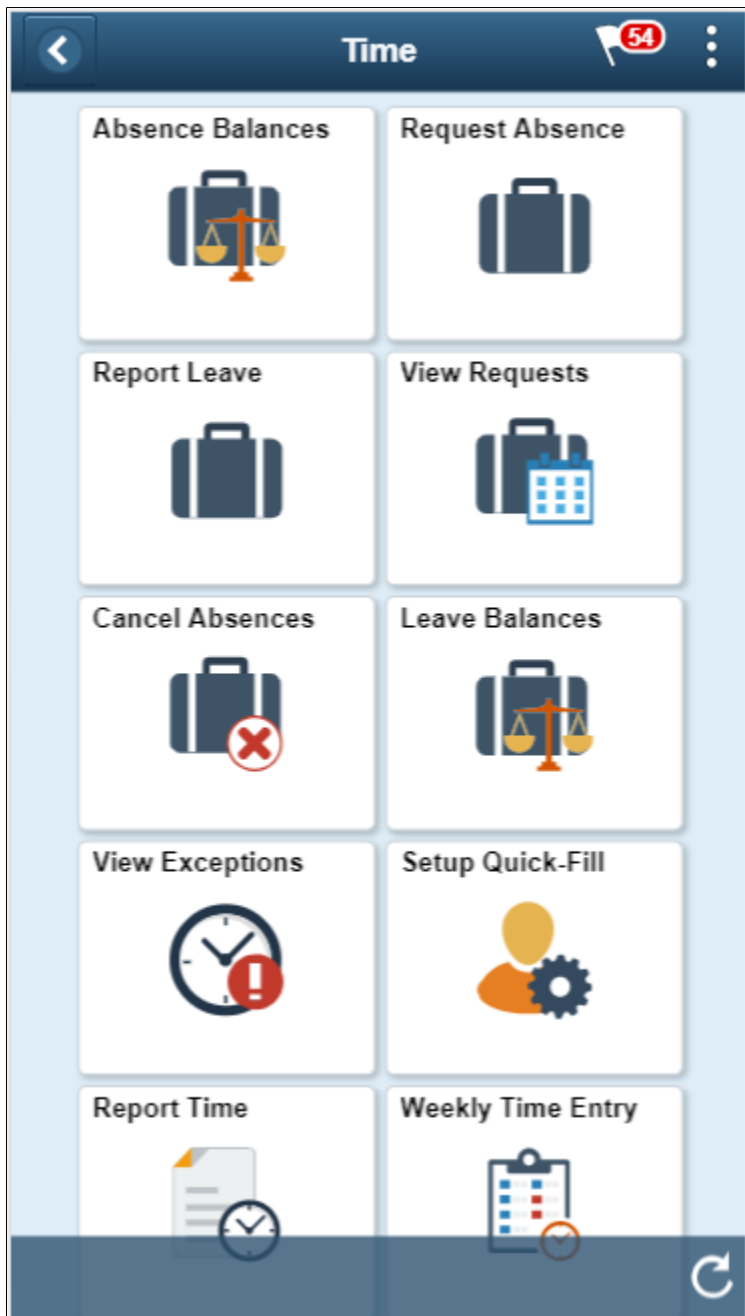 Time
54
Absence Balances
Request Absence
Report Leave
View Requests
Cancel Absences
Leave Balances
View Exceptions
Setup Quick-Fill
Report Time
Weekly Time Entry